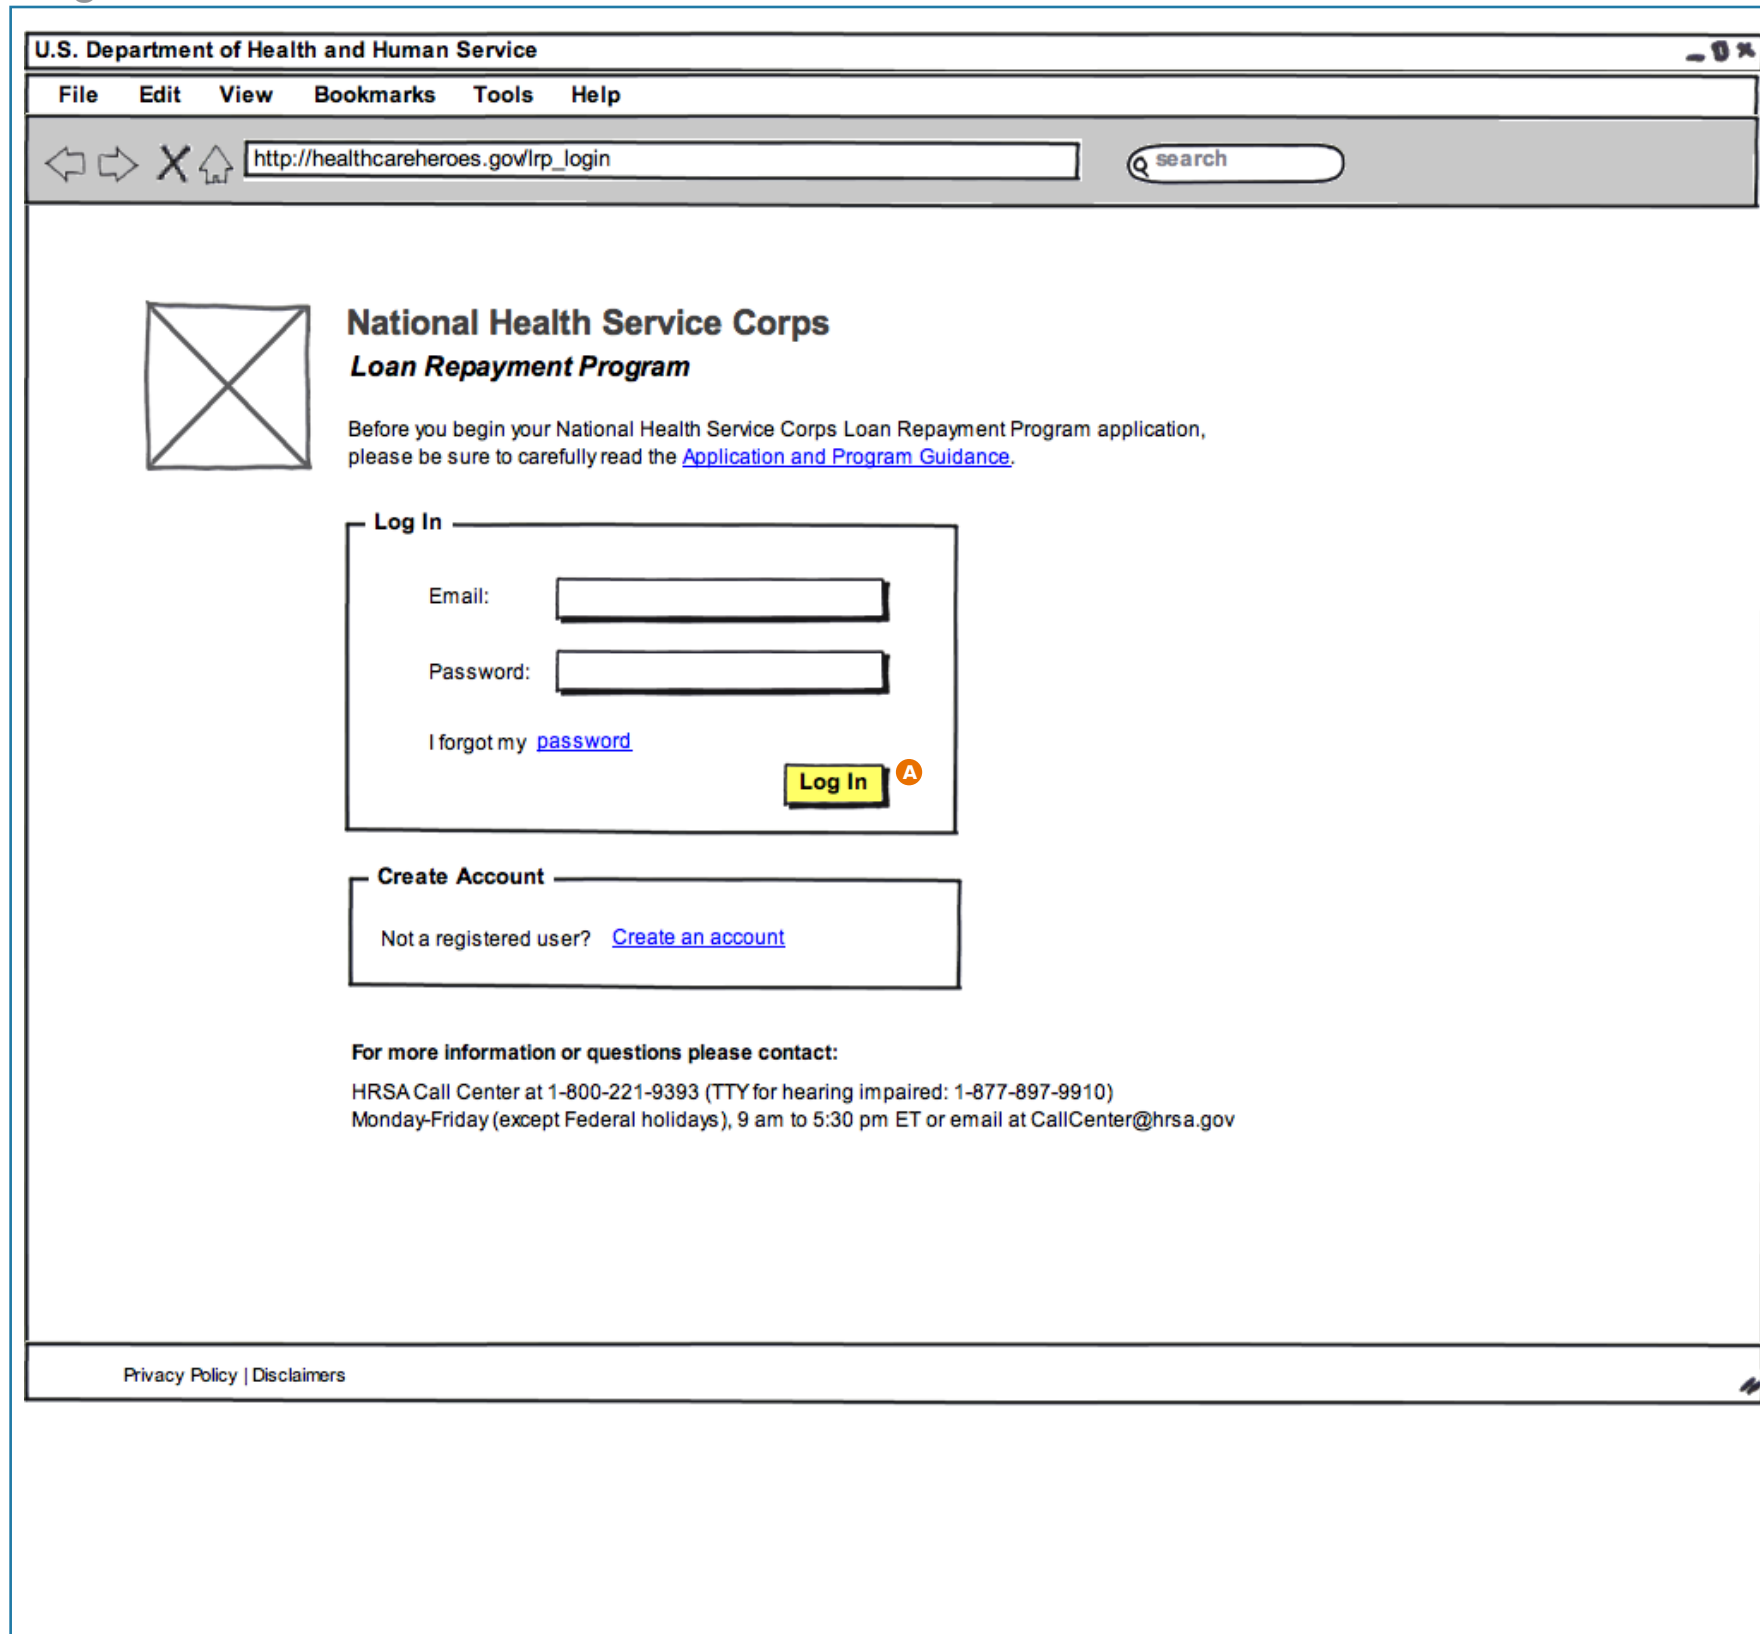 U.S. Department of Health and Human Service
File Edit View Bookmarks Tools Help
http://healthcareheroes.gov/lrp_login search
National Health Service Corps
Loan Repayment Program
Before you begin your National Health Service Corps Loan Repayment Program application,
please be sure to carefully read the Application and Program Guidance.
Log In
Email:
Password:
I forgot my password
Log In A
Create Account
Not a registered user? Create an account
For more information or questions please contact:
HRSA Call Center at 1-800-221-9393 (TTY for hearing impaired: 1-877-897-9910)
Monday-Friday (except Federal holidays), 9 am to 5:30 pm ET or email at CallCenter@hrsa.gov
Privacy Policy | Disclaimers